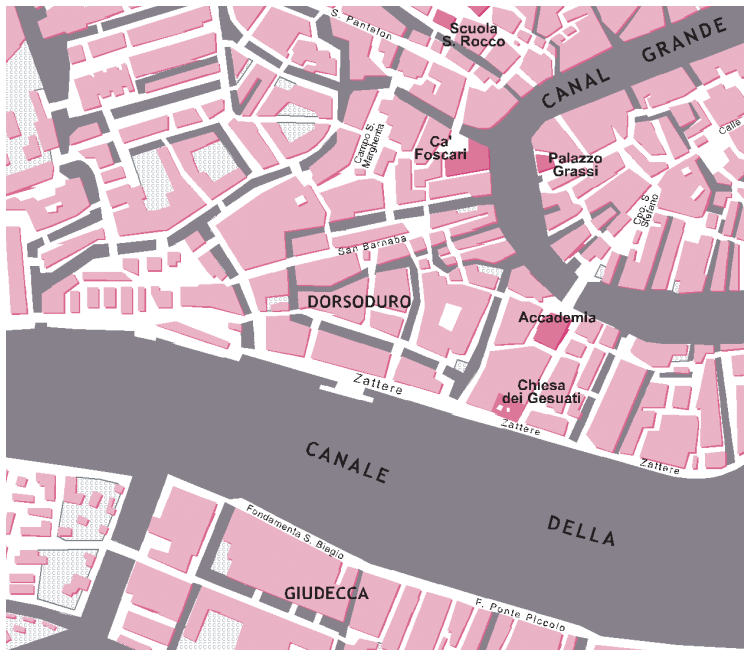 S. Pantalon
Scuola
S. Rocco
CANAL GRANDE
Calle
Campo S.
Margherita
Ca'
Foscari
Palazzo
Grassi
Cpo. S
Stefano
San Barnaba
DORSODURO
Accademia
Zattere
Chiesa
dei Gesuati
Zattere
Zattere
CANALE
DELLA
Fondamenta S. Biagio
GIUDECCA
F. Ponte Piccolo